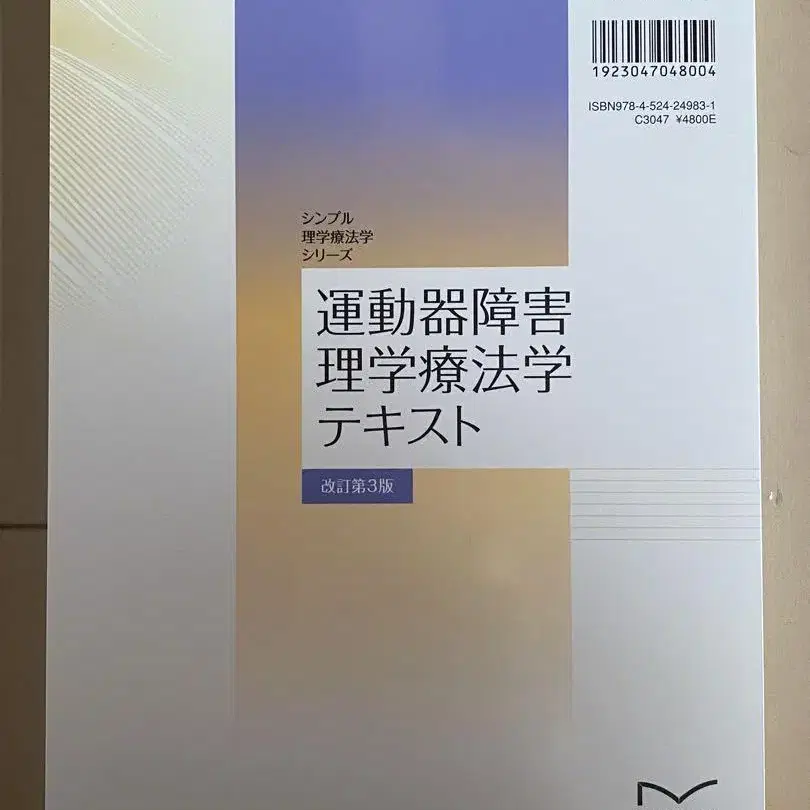 1923047048004
ISBN978-4-524-24983-1
C3047 ¥4800E
シンプル
理学療法学
シリーズ
運動器障害
理学療法学
テキスト
改訂第3版